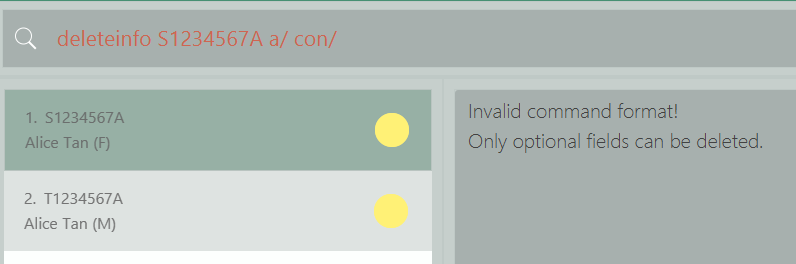 deleteinfo S1234567A a/ con/
1. S1234567A
Alice Tan (F)
2. T1234567A
Alice Tan (M)
Invalid command format!
Only optional fields can be deleted.